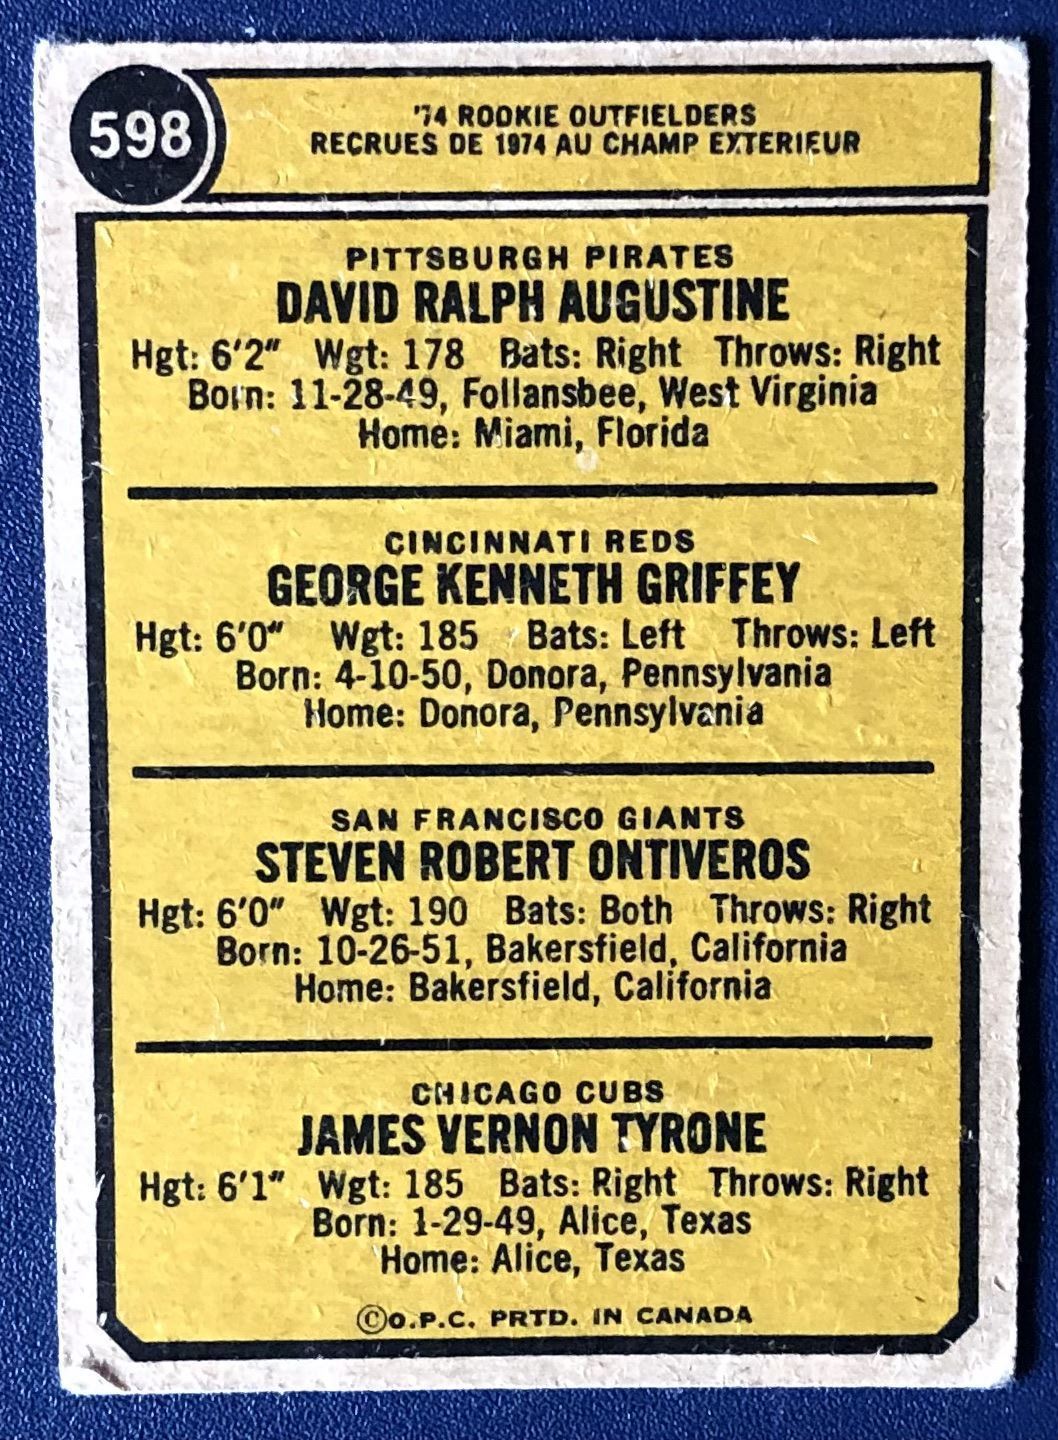 598
'74 ROOKIE OUTFIELDERS
RECRUES DE 1974 AU CHAMP EXTERIEUR
PITTSBURGH PIRATES
DAVID RALPH AUGUSTINE
Hgt: 6'2" Wgt: 178 Bats: Right Throws: Right
Born: 11-28-49, Follansbee, West Virginia
Home: Miami, Florida
CINCINNATI REDS
GEORGE KENNETH GRIFFEY
Hgt: 6'0" Wgt: 185 Bats: Left Throws: Left
Born: 4-10-50, Donora, Pennsylvania
Home: Donora, Pennsylvania
SAN FRANCISCO GIANTS
STEVEN ROBERT ONTIVEROS
Hgt: 6'0" Wgt: 190 Bats: Both Throws: Right
Born: 10-26-51, Bakersfield, California
Home: Bakersfield, California
CHICAGO CUBS
JAMES VERNON TYRONE
Hgt: 6'1" Wgt: 185 Bats: Right Throws: Right
Born: 1-29-49, Alice, Texas
Home: Alice, Texas
©O.P.C. PRTD. IN CANADA